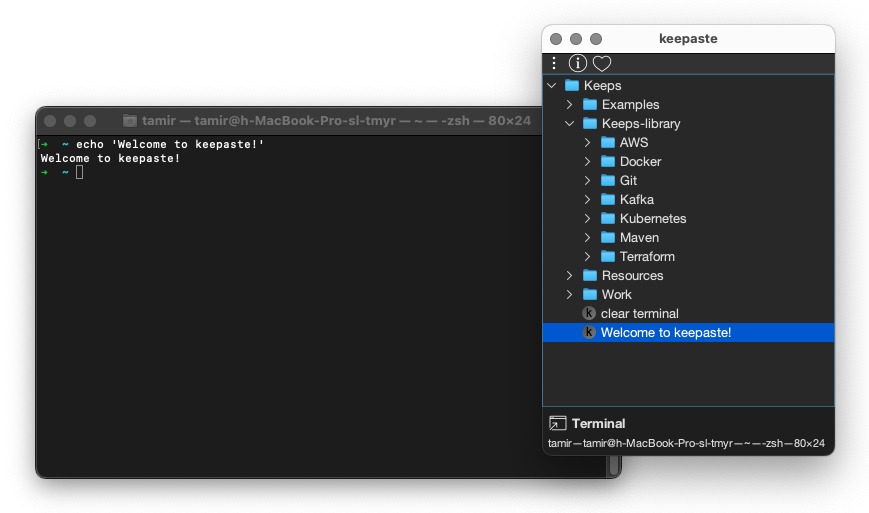 tamir — tamir@h-MacBook-Pro-sl-tmyr — ~ — -zsh — 80×24
➜ ~ echo 'Welcome to keepaste!'
Welcome to keepaste!
➜ ~
keepaste
Keeps
Examples
Keeps-library
AWS
Docker
Git
Kafka
Kubernetes
Maven
Terraform
Resources
Work
k clear terminal
k Welcome to keepaste!
Terminal
tamir—tamir@h-MacBook-Pro-sl-tmyr—~—-zsh—80×24